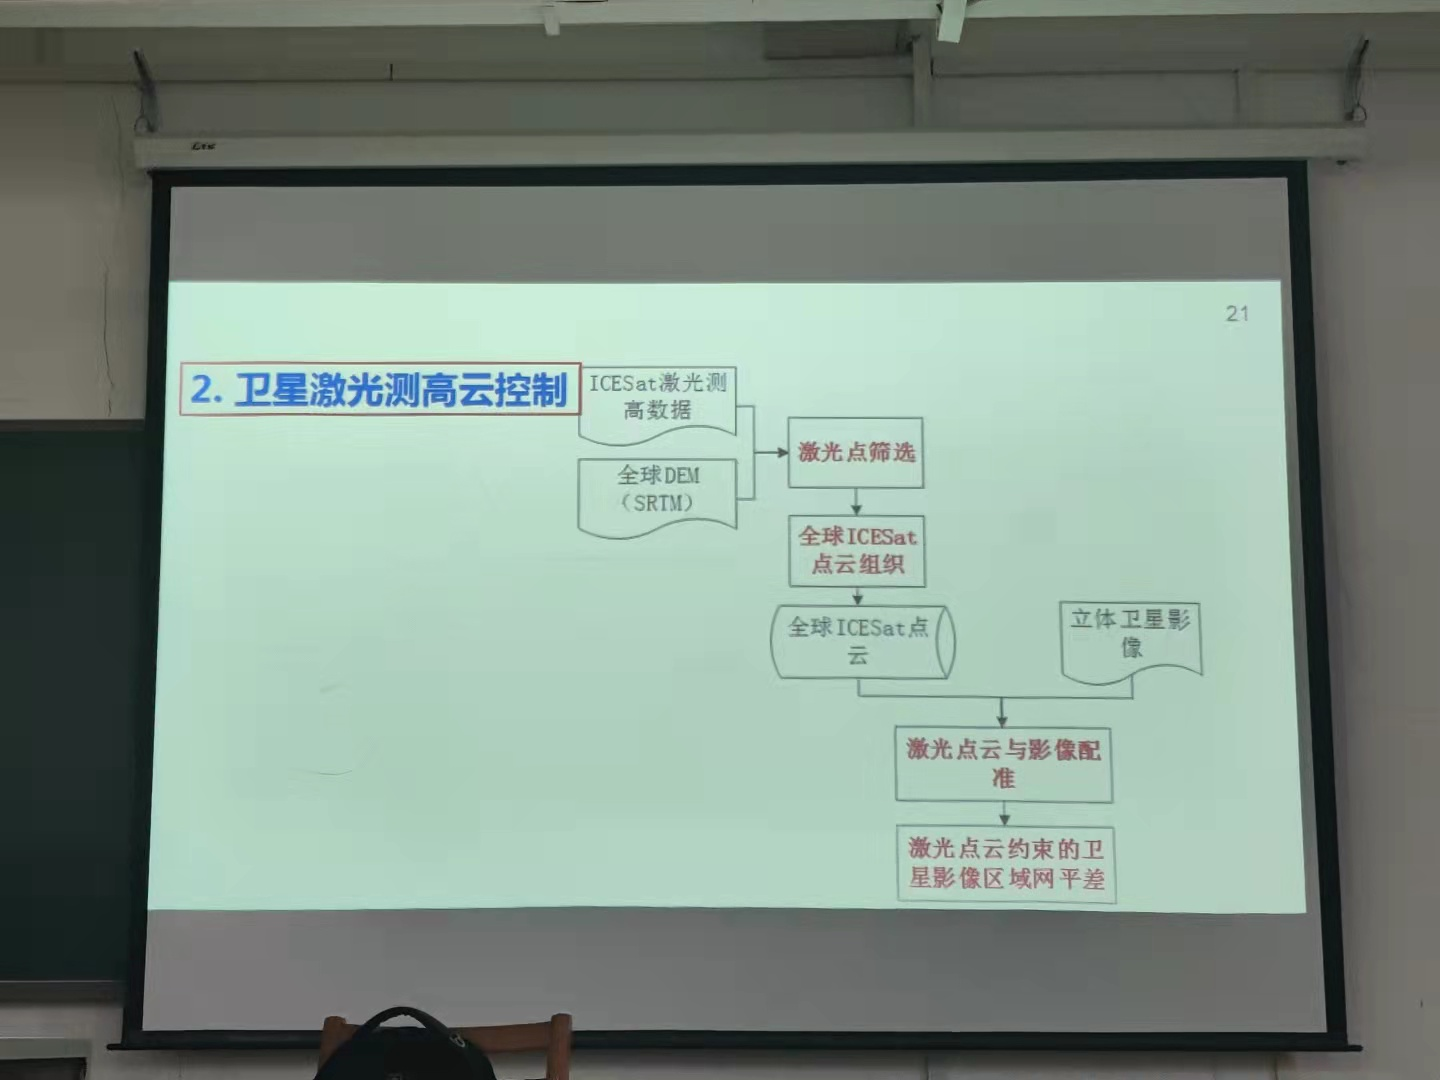 21
2. 卫星激光测高云控制
ICESat激光测
高数据
全球DEM
（SRTM）
激光点筛选
全球ICESat
点云组织
全球ICESat点
云
立体卫星影
像
激光点云与影像配
准
激光点云约束的卫
星影像区域网平差